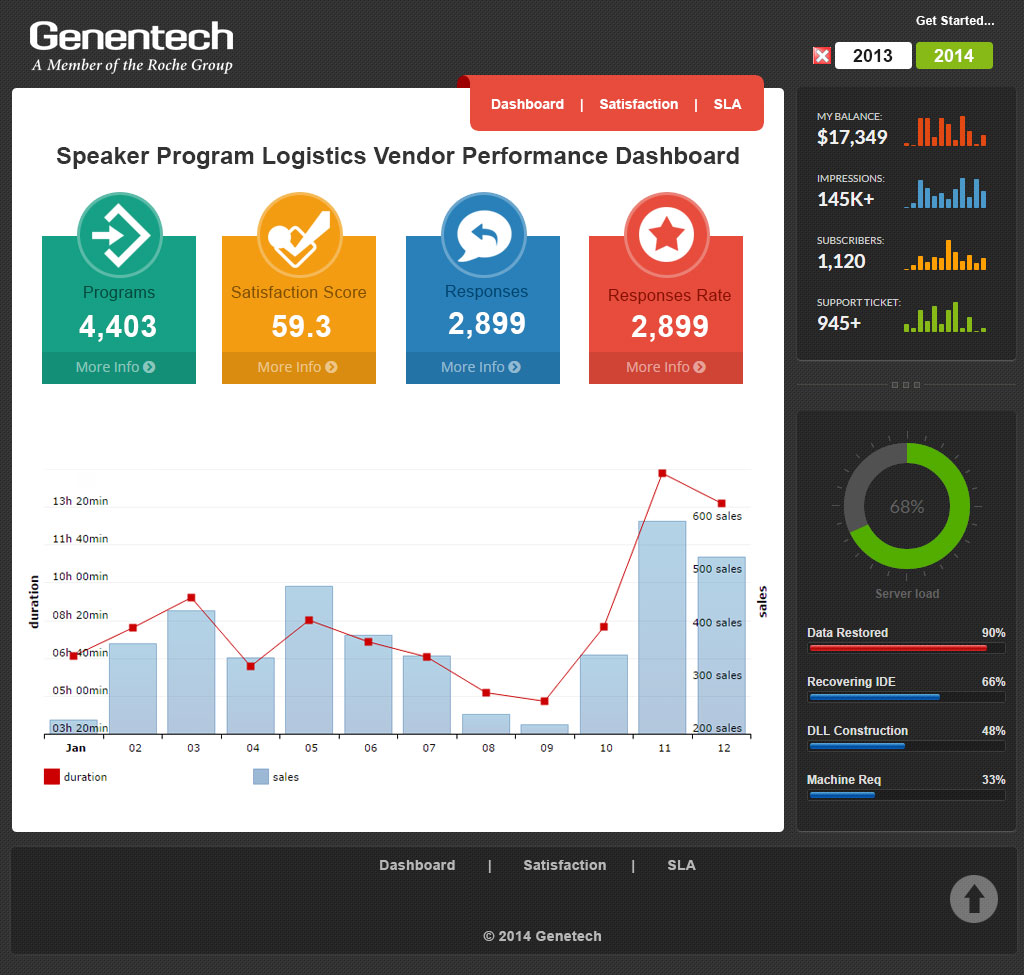 Genentech
A Member of the Roche Group
Get Started...
2013
2014
Dashboard | Satisfaction | SLA
Speaker Program Logistics Vendor Performance Dashboard
Programs
4,403
More Info
Satisfaction Score
59.3
More Info
Responses
2,899
More Info
Responses Rate
2,899
More Info
MY BALANCE:
$17,349
IMPRESSIONS:
145K+
SUBSCRIBERS:
1,120
SUPPORT TICKET:
945+
duration
13h 20min
11h 40min
10h 00min
08h 20min
06h 40min
05h 00min
03h 20min
600 sales
500 sales
400 sales
300 sales
200 sales
sales
Jan 02 03 04 05 06 07 08 09 10 11 12
duration
sales
68%
Server load
Data Restored 90%
Recovering IDE 66%
DLL Construction 48%
Machine Req 33%
Dashboard | Satisfaction | SLA
© 2014 Genetech